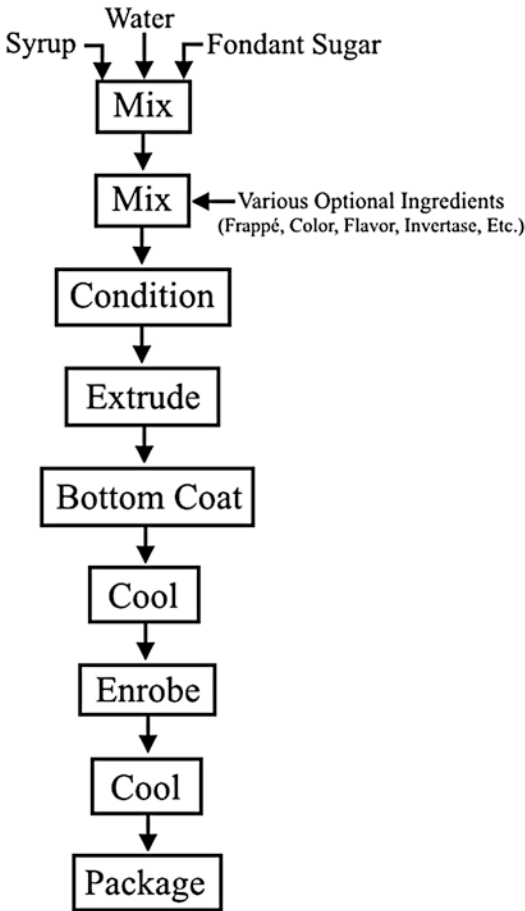 Water
Syrup
Fondant Sugar
Mix
Mix
Various Optional Ingredients
(Frappé, Color, Flavor, Invertase, Etc.)
Condition
Extrude
Bottom Coat
Cool
Enrobe
Cool
Package